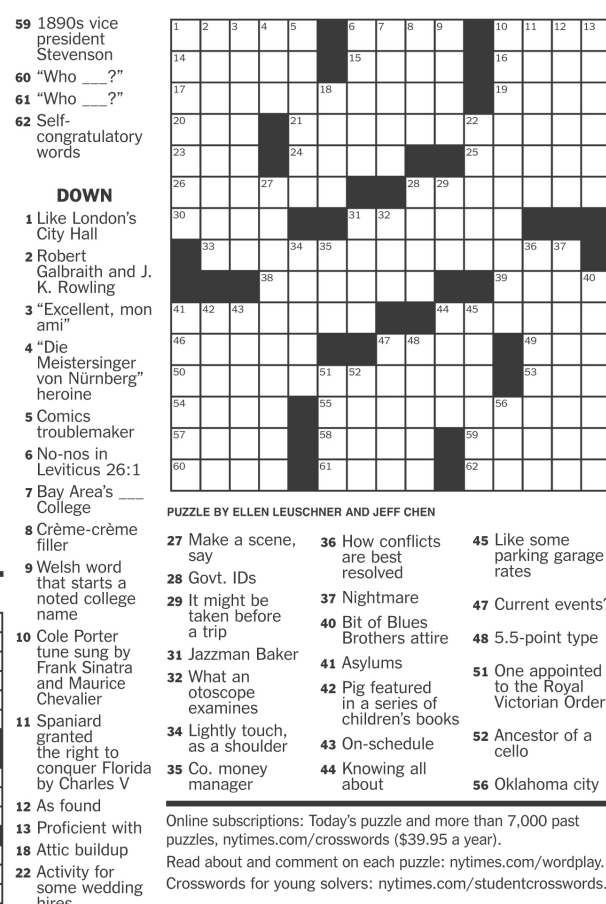 59 1890s vice
president
Stevenson
60 “Who ___?”
61 “Who ___?”
62 Self-
congratulatory
words
DOWN
1 Like London’s
City Hall
2 Robert
Galbraith and J.
K. Rowling
3 “Excellent, mon
ami”
4 “Die
Meistersinger
von Nürnberg”
heroine
5 Comics
troublemaker
6 No-nos in
Leviticus 26:1
7 Bay Area’s ___
College
8 Crème-crème
filler
9 Welsh word
that starts a
noted college
name
10 Cole Porter
tune sung by
Frank Sinatra
and Maurice
Chevalier
11 Spaniard
granted
the right to
conquer Florida
by Charles V
12 As found
13 Proficient with
18 Attic buildup
22 Activity for
some wedding
hires
1 2 3 4 5 6 7 8 9 10 11 12 13
14 15 16
17 18 19
20 21 22
23 24 25
26 27 28 29
30 31 32
33 34 35 36 37
38 39 40
41 42 43 44 45
46 47 48 49
50 51 52 53
54 55 56
57 58 59
60 61 62
PUZZLE BY ELLEN LEUSCHNER AND JEFF CHEN
27 Make a scene,
say
28 Govt. IDs
29 It might be
taken before
a trip
31 Jazzman Baker
32 What an
otoscope
examines
34 Lightly touch,
as a shoulder
35 Co. money
manager
36 How conflicts
are best
resolved
37 Nightmare
40 Bit of Blues
Brothers attire
41 Asylums
42 Pig featured
in a series of
children’s books
43 On-schedule
44 Knowing all
about
45 Like some
parking garage
rates
47 Current events?
48 5.5-point type
51 One appointed
to the Royal
Victorian Order
52 Ancestor of a
cello
56 Oklahoma city
Online subscriptions: Today’s puzzle and more than 7,000 past
puzzles, nytimes.com/crosswords ($39.95 a year).
Read about and comment on each puzzle: nytimes.com/wordplay.
Crosswords for young solvers: nytimes.com/studentcrosswords.